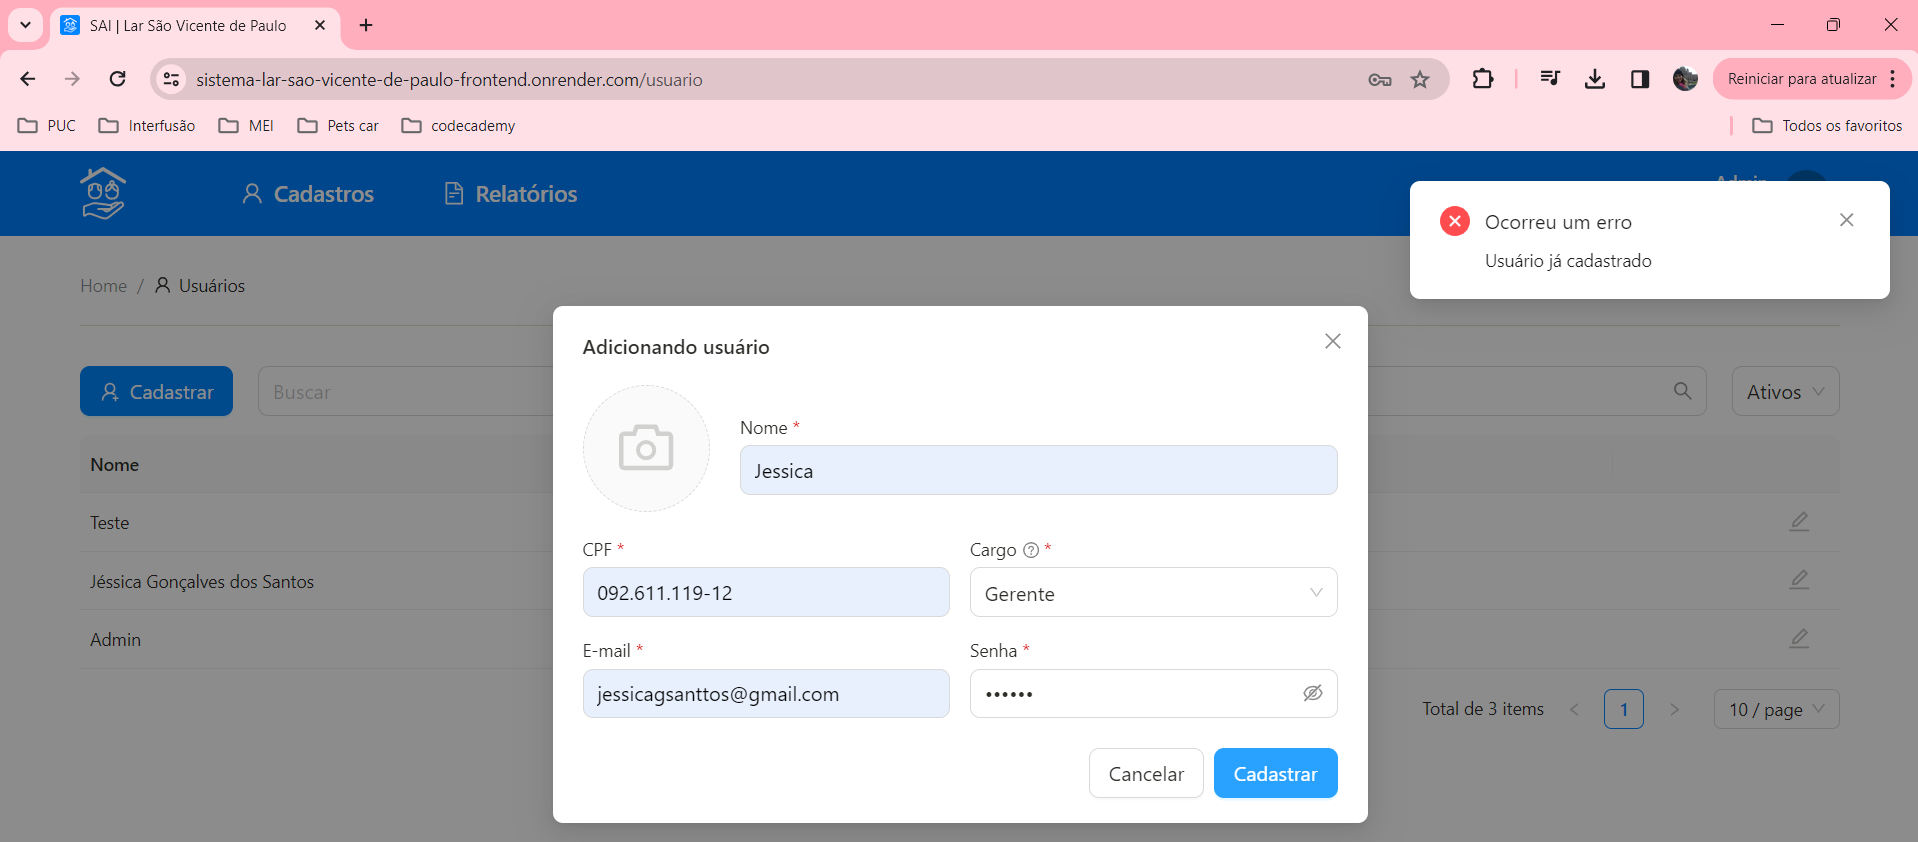 SAI | Lar São Vicente de Paulo
sistema-lar-sao-vicente-de-paulo-frontend.onrender.com/usuario
Reiniciar para atualizar
PUC Interfusão MEI Pets car codecademy Todos os favoritos
Cadastros Relatórios Admin
Ocorreu um erro
Usuário já cadastrado
Home / Usuários
Cadastrar Buscar Ativos
Nome
Teste
Jéssica Gonçalves dos Santos
Admin
Total de 3 items 1 10 / page
Adicionando usuário
Nome *
Jessica
CPF * Cargo ? *
092.611.119-12 Gerente
E-mail * Senha *
jessicagsanttos@gmail.com ••••••
Cancelar Cadastrar